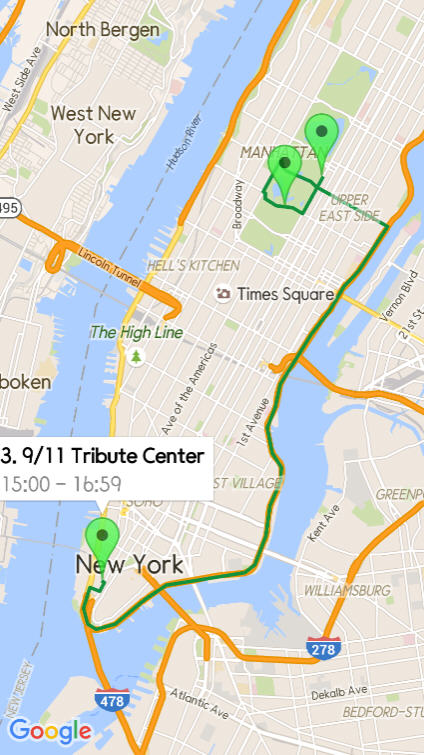 North Bergen
West Side Ave
West New
York
Hudson River
495
MANHATTAN
Broadway
UPPER
EAST SIDE
Lincoln Tunnel
HELL'S KITCHEN
Vernon Blvd
Times Square
21st St
The High Line
Ave of the Americas
boken
1st Avenue
3. 9/11 Tribute Center
15:00 – 16:59
ST VILLAGE
SOHO
GREENPO
Kent Ave
New York
WILLIAMSBURG
278
NEW JERSEY
478
Atlantic Ave
Dekalb Ave
BEDFORD-STU
Google